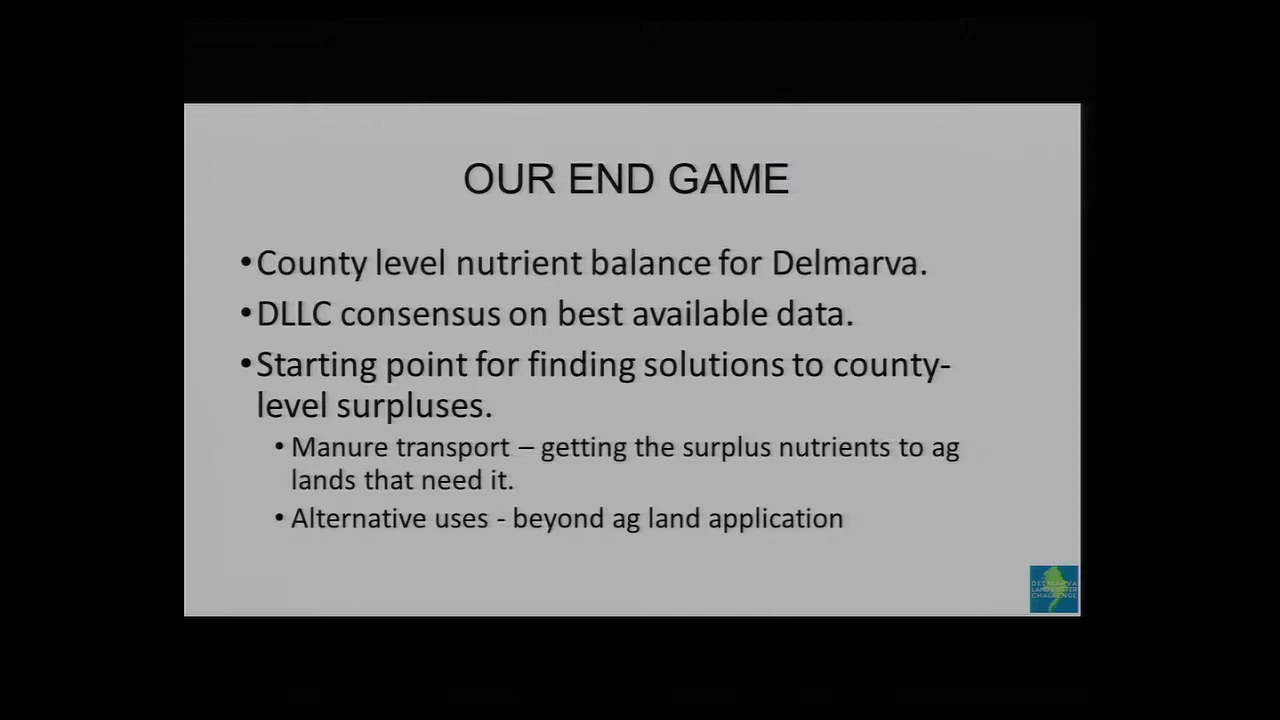 OUR END GAME
•County level nutrient balance for Delmarva.
•DLLC consensus on best available data.
•Starting point for finding solutions to county-
level surpluses.
•Manure transport – getting the surplus nutrients to ag
lands that need it.
•Alternative uses - beyond ag land application
DELMARVA
CHALLENGE